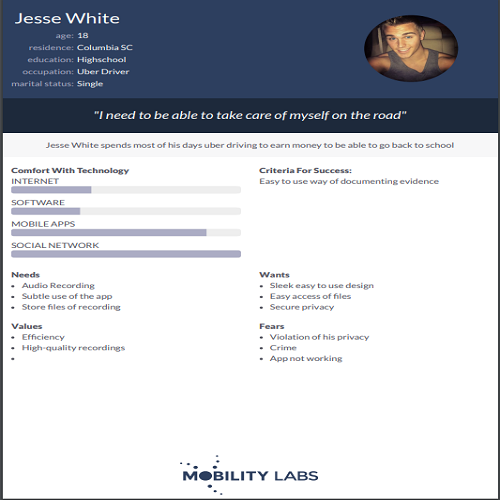 Jesse White
age: 18
residence: Columbia SC
education: Highschool
occupation: Uber Driver
marital status: Single
"I need to be able to take care of myself on the road"
Jesse White spends most of his days uber driving to earn money to be able to go back to school
Comfort With Technology
INTERNET
SOFTWARE
MOBILE APPS
SOCIAL NETWORK
Criteria For Success:
Easy to use way of documenting evidence
Needs
• Audio Recording
• Subtle use of the app
• Store files of recording
Wants
• Sleek easy to use design
• Easy access of files
• Secure privacy
Values
• Efficiency
• High-quality recordings
•
Fears
• Violation of his privacy
• Crime
• App not working
MOBILITY LABS